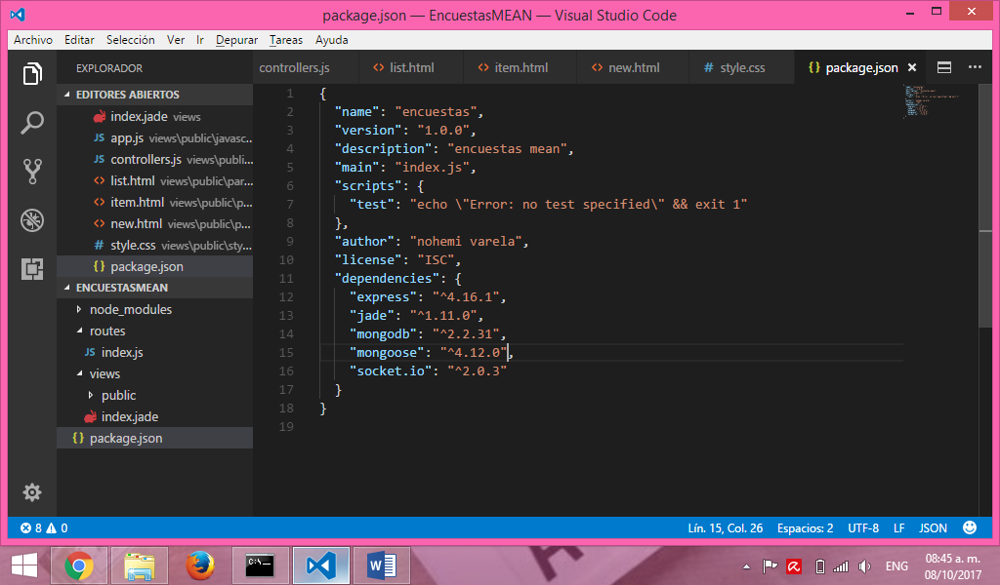 package.json — EncuestasMEAN — Visual Studio Code
Archivo Editar Selección Ver Ir Depurar Tareas Ayuda
EXPLORADOR
controllers.js list.html item.html new.html # style.css {} package.json
EDITORES ABIERTOS
index.jade views
JS app.js views\public\javasc...
JS controllers.js views\publi...
list.html views\public\par...
item.html views\public\p...
new.html views\public\p...
# style.css views\public\sty...
{} package.json
ENCUESTASMEAN
node_modules
routes
JS index.js
views
public
index.jade
{} package.json
1 {
2 "name": "encuestas",
3 "version": "1.0.0",
4 "description": "encuestas mean",
5 "main": "index.js",
6 "scripts": {
7 "test": "echo \"Error: no test specified\" && exit 1"
8 },
9 "author": "nohemi varela",
10 "license": "ISC",
11 "dependencies": {
12 "express": "^4.16.1",
13 "jade": "^1.11.0",
14 "mongodb": "^2.2.31",
15 "mongoose": "^4.12.0",
16 "socket.io": "^2.0.3"
17 }
18 }
19
8 0 Lín. 15, Col. 26 Espacios: 2 UTF-8 LF JSON
C:\_
ENG
08:45 a. m.
08/10/2017